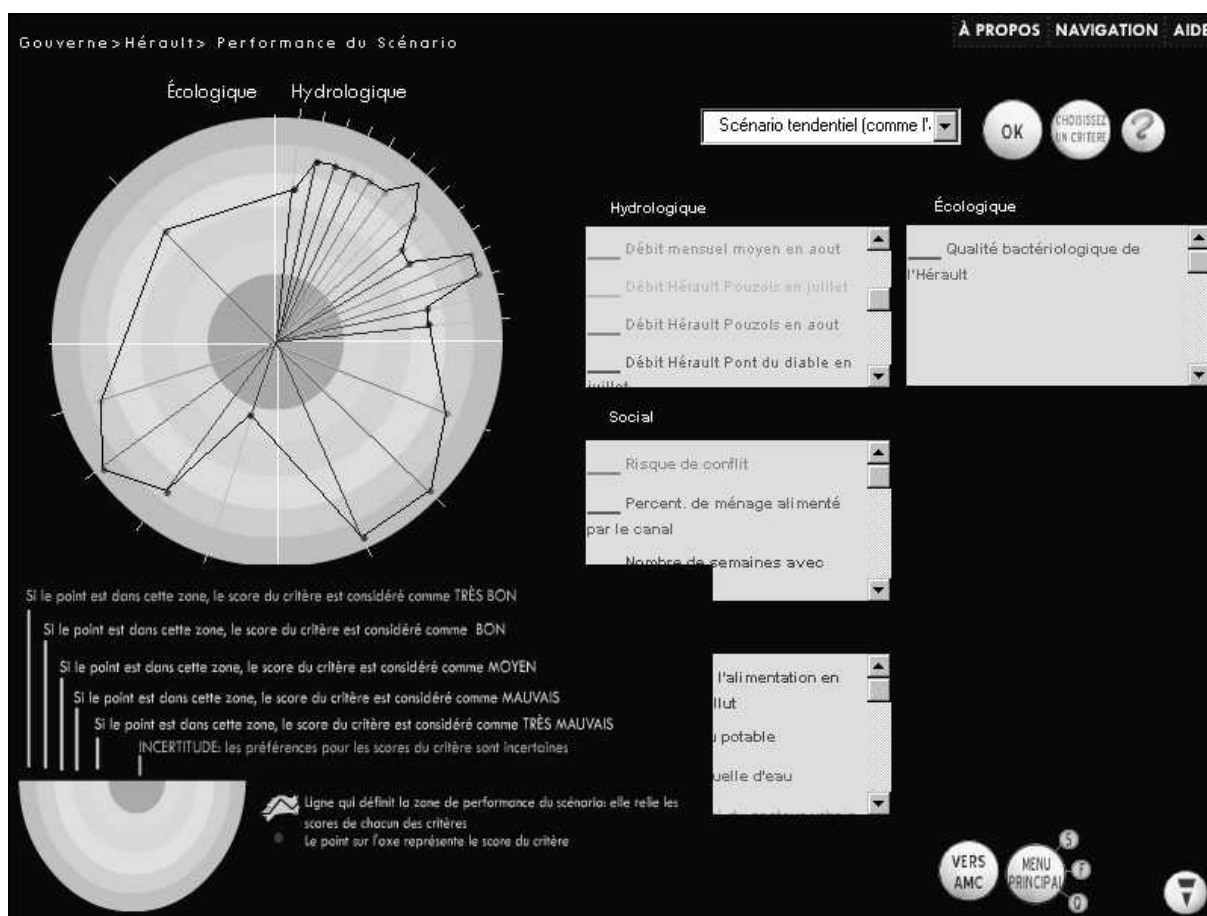 Gouverne>Hérault> Performance du Scénario
À PROPOS NAVIGATION AIDE
Écologique Hydrologique
Scénario tendentiel (comme l'
OK
CHOISISSEZ
UN CRITERE
?
Hydrologique
Débit mensuel moyen en aout
Débit Hérault Pouzols en juillet
Débit Hérault Pouzols en aout
Débit Hérault Pont du diable en
juillet
Écologique
Qualité bactériologique de
l'Hérault
Social
Risque de conflit
Percent. de ménage alimenté
par le canal
Nombre de semaines avec
l'alimentation en
llut
potable
uelle d'eau
Si le point est dans cette zone, le score du critère est considéré comme TRÈS BON
Si le point est dans cette zone, le score du critère est considéré comme BON
Si le point est dans cette zone, le score du critère est considéré comme MOYEN
Si le point est dans cette zone, le score du critère est considéré comme MAUVAIS
Si le point est dans cette zone, le score du critère est considéré comme TRÈS MAUVAIS
INCERTITUDE: les préférences pour les scores du critère sont incertaines
Ligne qui définit la zone de performance du scénario: elle relie les
scores de chacun des critères
Le point sur l'axe représente le score du critère
VERS
AMC
MENU
PRINCIPAL
S
F
Q